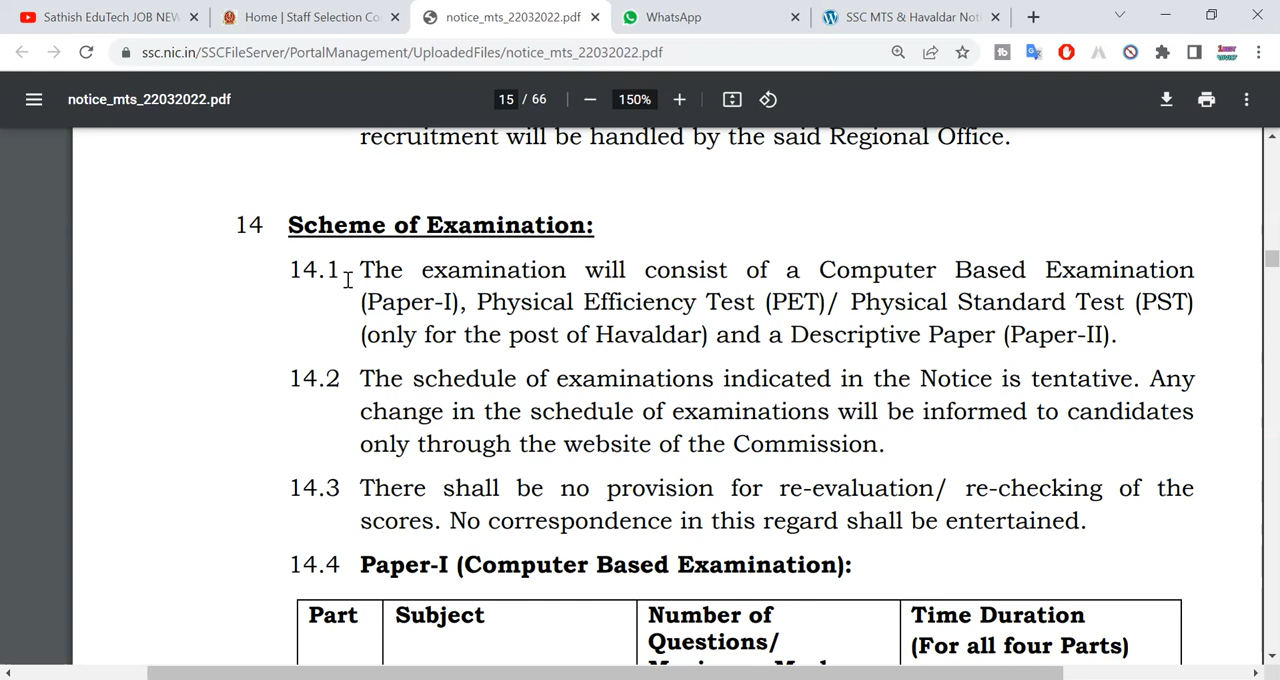 Sathish EduTech JOB NEW
Home | Staff Selection Co
notice_mts_22032022.pdf
WhatsApp
SSC MTS & Havaldar Noti
ssc.nic.in/SSCFileServer/PortalManagement/UploadedFiles/notice_mts_22032022.pdf
notice_mts_22032022.pdf
15 / 66
150%
recruitment will be handled by the said Regional Office.
14 Scheme of Examination:
14.1 The examination will consist of a Computer Based Examination
(Paper-I), Physical Efficiency Test (PET)/ Physical Standard Test (PST)
(only for the post of Havaldar) and a Descriptive Paper (Paper-II).
14.2 The schedule of examinations indicated in the Notice is tentative. Any
change in the schedule of examinations will be informed to candidates
only through the website of the Commission.
14.3 There shall be no provision for re-evaluation/ re-checking of the
scores. No correspondence in this regard shall be entertained.
14.4 Paper-I (Computer Based Examination):
Part Subject Number of Time Duration
Questions/ (For all four Parts)